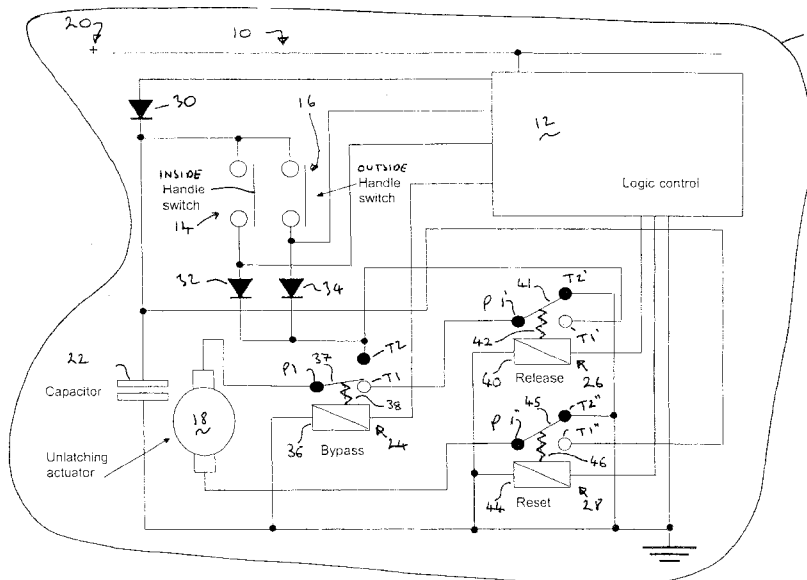 20
+
10
30
16
12
INSIDE
Handle
switch
OUTSIDE
Handle
switch
Logic control
14
32
34
41
T2'
P1'
T1'
42
T2
22
P1
37
T1
40
Release
26
Capacitor
38
45
T2"
18
P1"
T1"
36
24
Bypass
46
Unlatching
actuator
44
Reset
28